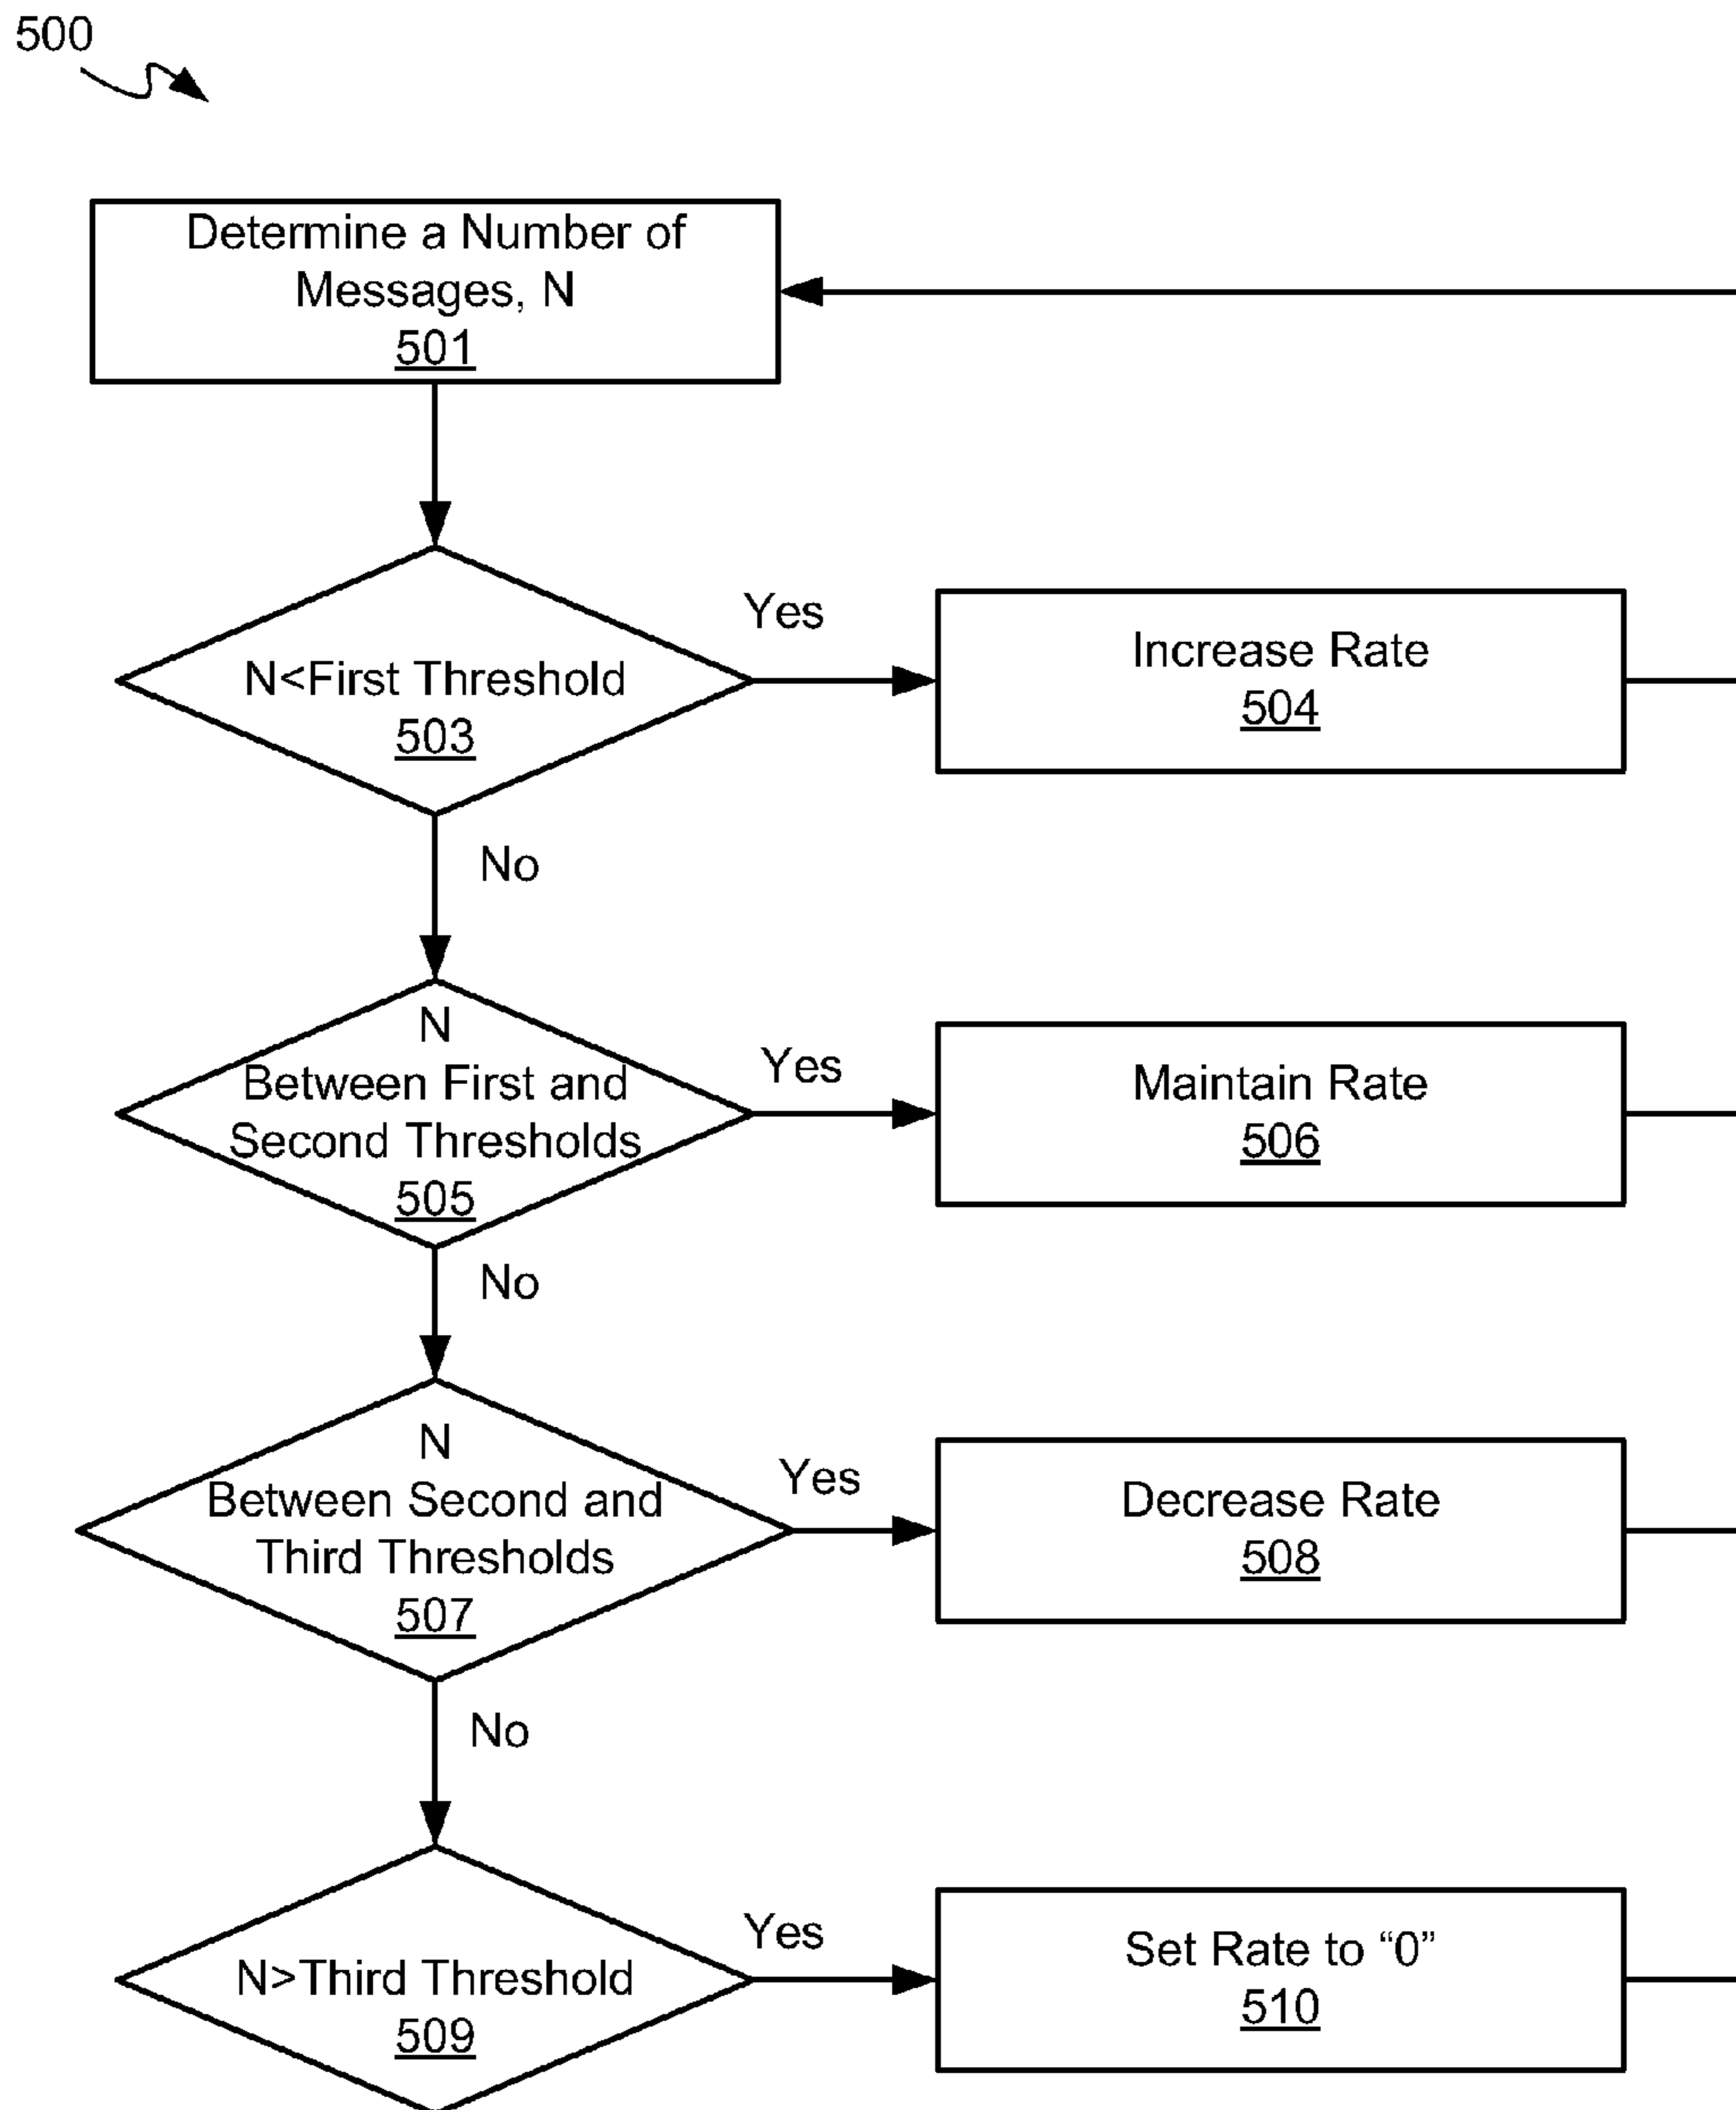 500
Determine a Number of
Messages, N
501
N<First Threshold
503
Yes
Increase Rate
504
No
N
Between First and
Second Thresholds
505
Yes
Maintain Rate
506
No
N
Between Second and
Third Thresholds
507
Yes
Decrease Rate
508
No
N>Third Threshold
509
Yes
Set Rate to “0”
510